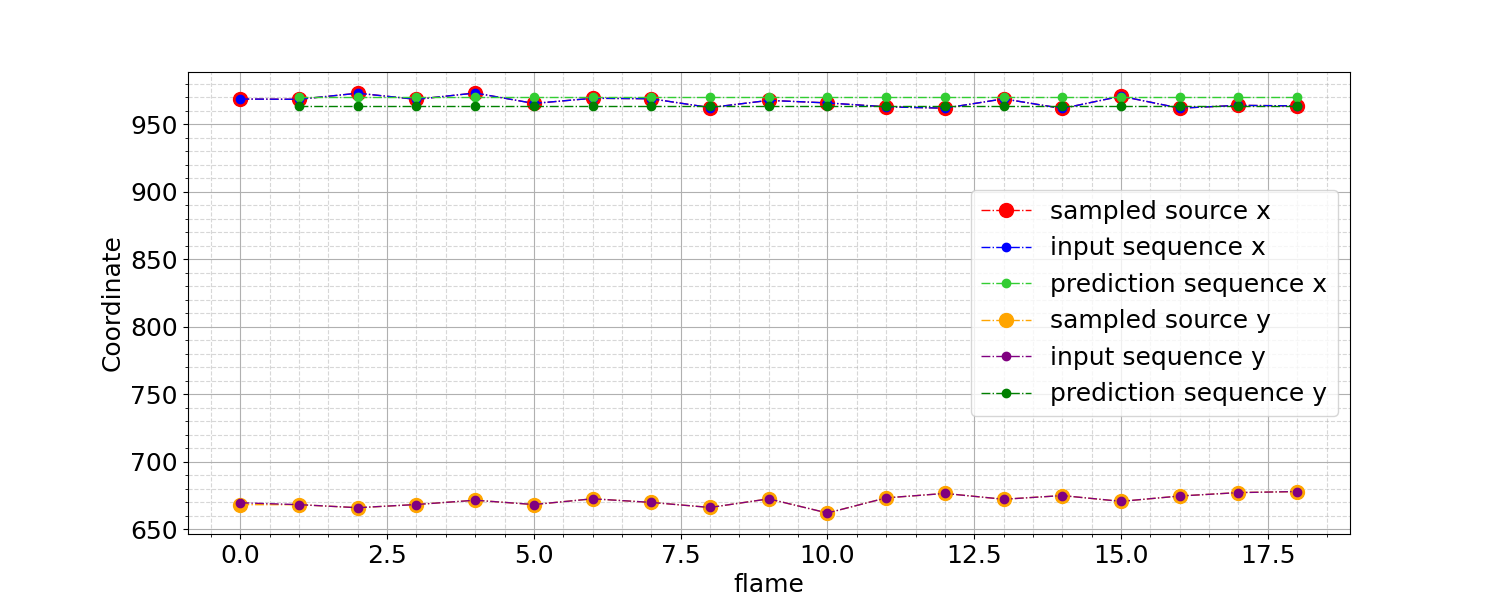 950
900
850
800
750
700
650
Coordinate
sampled source x
input sequence x
prediction sequence x
sampled source y
input sequence y
prediction sequence y
0.0 2.5 5.0 7.5 10.0 12.5 15.0 17.5
flame